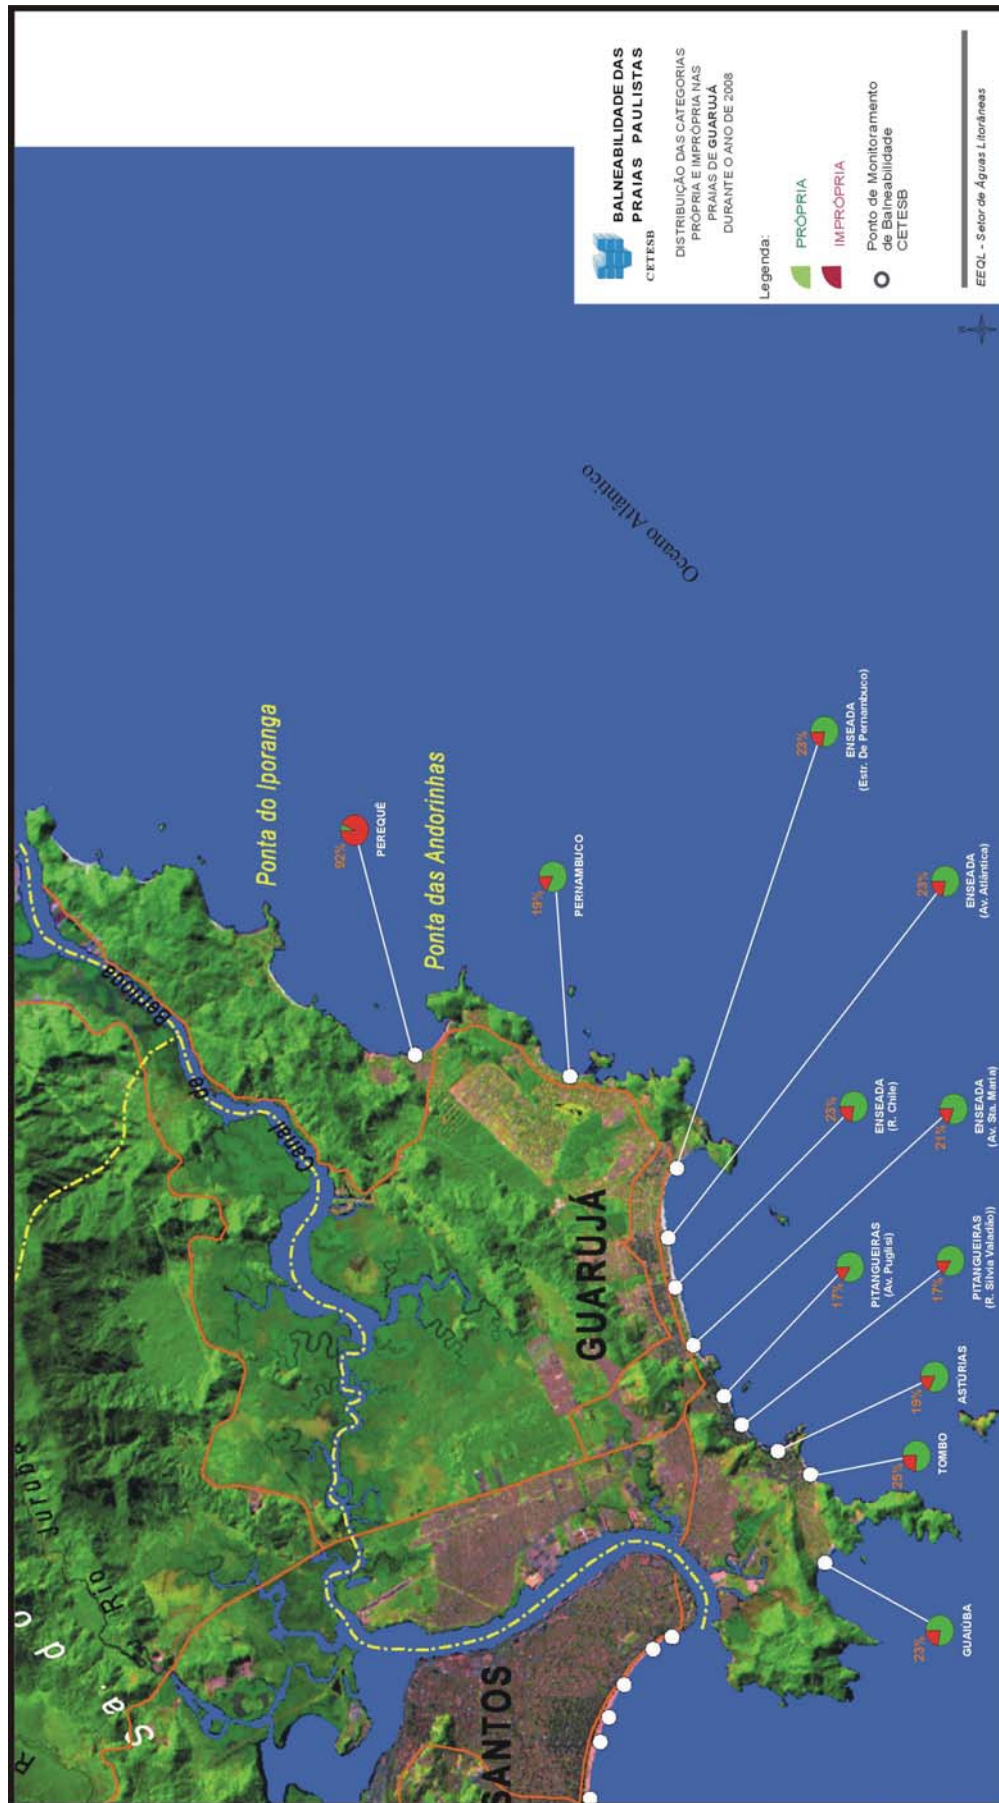 BALNEABILIDADE DAS
PRAIAS PAULISTAS
CETESB
DISTRIBUIÇÃO DAS CATEGORIAS
PRÓPRIA E IMPRÓPRIA NAS
PRAIAS DE GUARUJÁ
DURANTE O ANO DE 2008
Legenda:
PRÓPRIA
IMPRÓPRIA
Ponto de Monitoramento
de Balneabilidade
CETESB
EEQL - Setor de Águas Litorâneas
N
Oceano Atlântico
Ponta do Iporanga
Ponta das Andorinhas
92%
PEREQUÊ
19%
PERNAMBUCO
23%
ENSEADA
(Estr. De Pernambuco)
23%
ENSEADA
(Av. Atlântica)
23%
ENSEADA
(R. Chile)
21%
ENSEADA
(Av. Sta. Maria)
17%
PITANGUEIRAS
(Av. Puglisi)
17%
PITANGUEIRAS
(R. Silvia Valadão))
19%
ASTÚRIAS
25%
TOMBO
23%
GUAIÚBA
Canal de Bertioga
GUARUJÁ
SANTOS
Rio